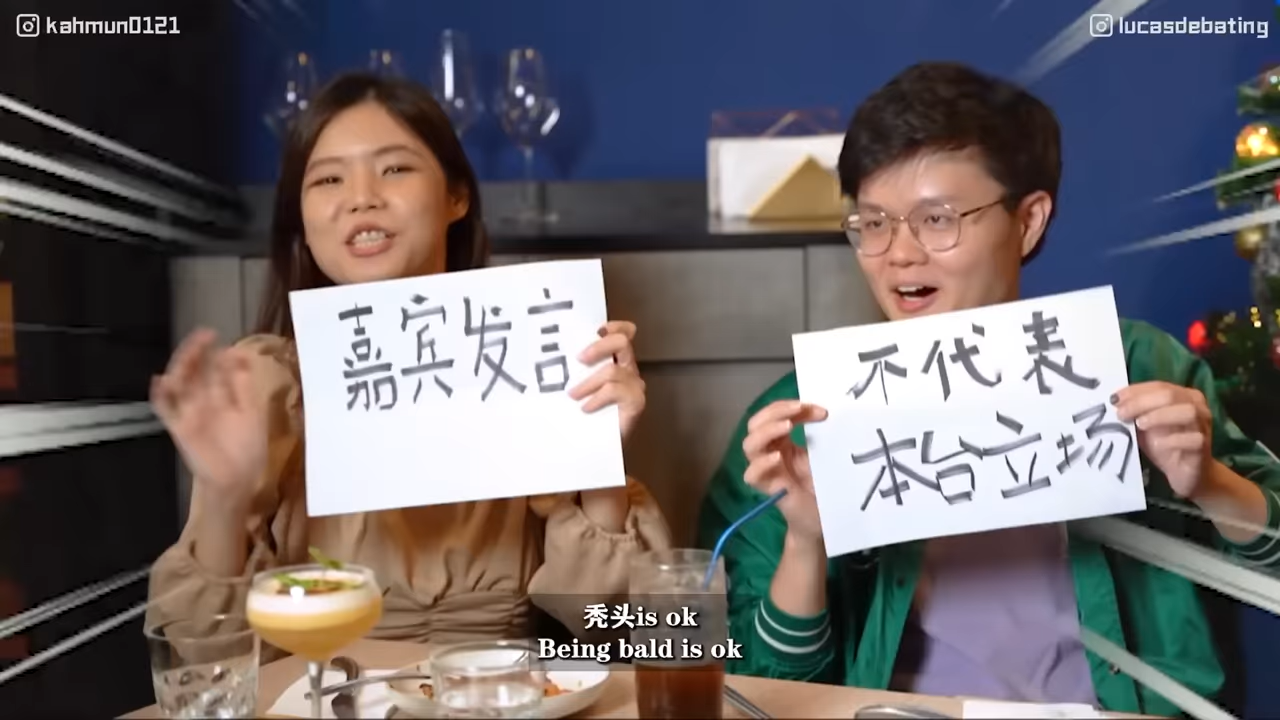 kahmun0121
lucasdebating
嘉宾发言
不代表
本台立场
秃头is ok
Being bald is ok